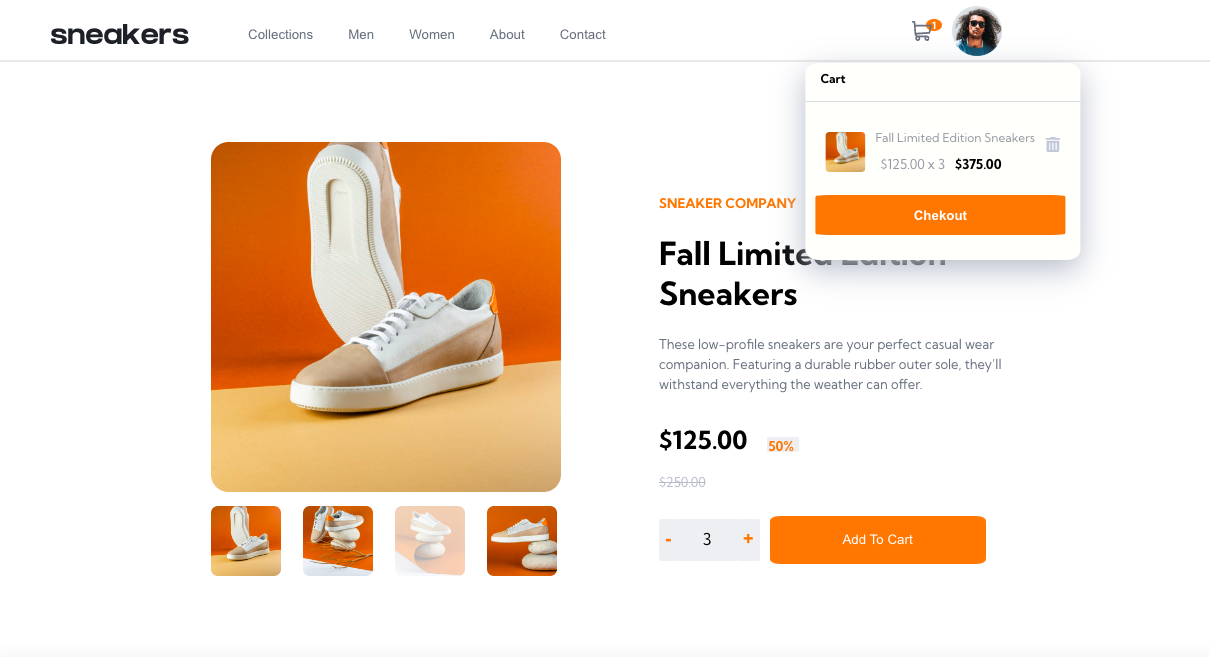 sneakers
Collections
Men
Women
About
Contact
1
Cart
Fall Limited Edition Sneakers
$125.00 x 3 $375.00
Chekout
SNEAKER COMPANY
Fall Limited Edition
Sneakers
These low-profile sneakers are your perfect casual wear
companion. Featuring a durable rubber outer sole, they'll
withstand everything the weather can offer.
$125.00
50%
$250.00
- 3 +
Add To Cart